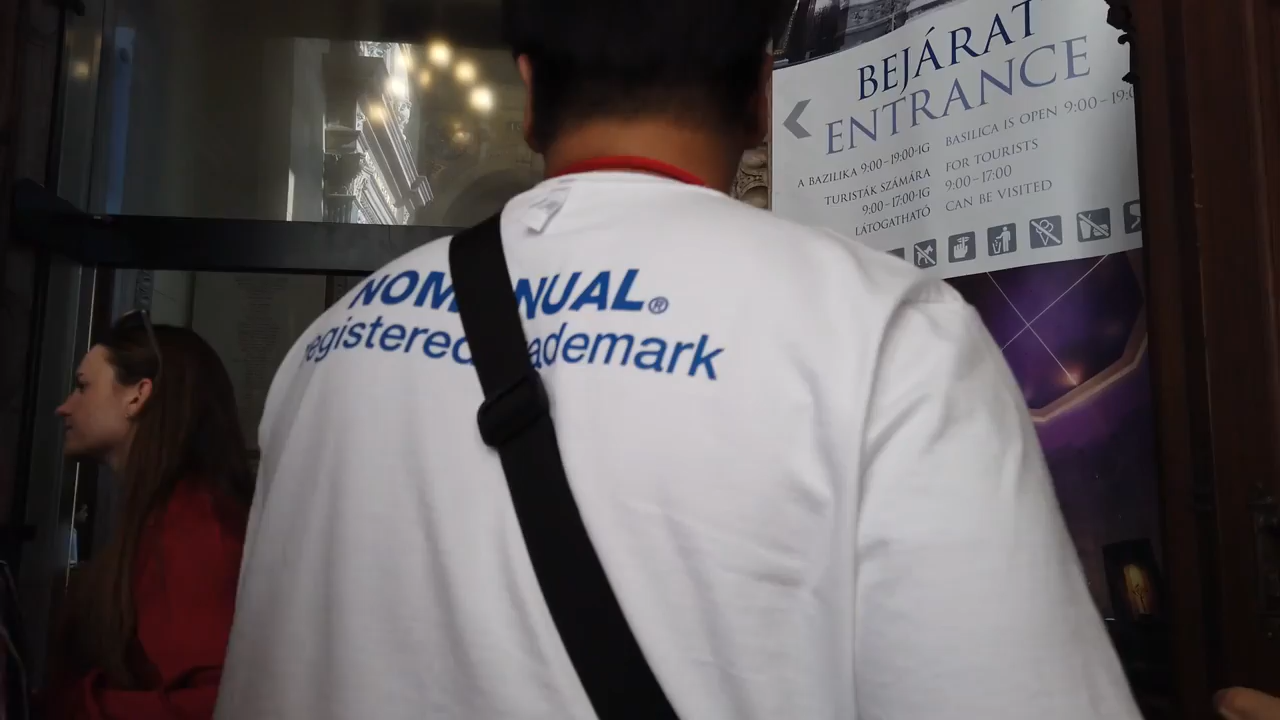 BEJÁRAT
ENTRANCE
A BAZILIKA 9:00-19:00-IG
TURISTÁK SZÁMÁRA
9:00-17:00-IG
LÁTOGATHATÓ
BASILICA IS OPEN 9:00-19:0
FOR TOURISTS
9:00-17:00
CAN BE VISITED
NOM NUAL®
egistered ademark